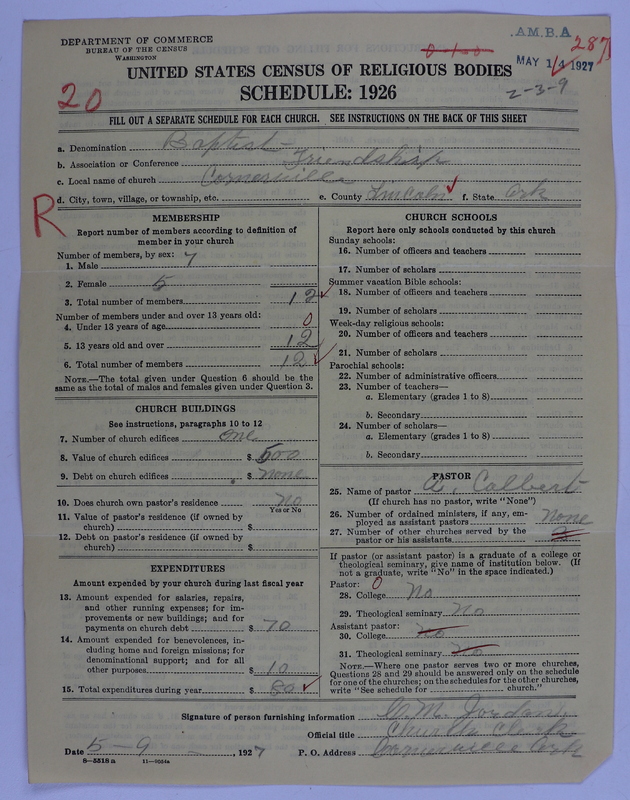 DEPARTMENT OF COMMERCE
BUREAU OF THE CENSUS
WASHINGTON
A.M.B.A
0-1-0
287
MAY 14 1927
2-3-9
UNITED STATES CENSUS OF RELIGIOUS BODIES
SCHEDULE: 1926
20
FILL OUT A SEPARATE SCHEDULE FOR EACH CHURCH. SEE INSTRUCTIONS ON THE BACK OF THIS SHEET
a. Denomination Baptist
b. Association or Conference Friendship
c. Local name of church Cornerville
d. City, town, village, or township, etc. e. County Lincoln f. State Ark
R
MEMBERSHIP
Report number of members according to definition of
member in your church
Number of members, by sex:
1. Male 7
2. Female 5
3. Total number of members 12
Number of members under and over 13 years old:
4. Under 13 years of age 0
5. 13 years old and over 12
6. Total number of members 12
NOTE.—The total given under Question 6 should be
same as the total of males and females given under Question 3.
CHURCH BUILDINGS
See instructions, paragraphs 10 to 12
7. Number of church edifices one
8. Value of church edifices $ 500
9. Debt on church edifices $ none
10. Does church own pastor's residence no
Yes or No
11. Value of pastor's residence (if owned by
church) $
12. Debt on pastor's residence (if owned by
church) $
EXPENDITURES
Amount expended by your church during last fiscal year
13. Amount expended for salaries, repairs,
and other running expenses; for im-
provements or new buildings; and for
payments on church debt $ 70
14. Amount expended for benevolences, in-
cluding home and foreign missions; for
denominational support; and for all
other purposes $ 10
15. Total expenditures during year $ 80
CHURCH SCHOOLS
Report here only schools conducted by this church
Sunday schools:
16. Number of officers and teachers
17. Number of scholars
Summer vacation Bible schools:
18. Number of officers and teachers
19. Number of scholars
Week-day religious schools:
20. Number of officers and teachers
21. Number of scholars
Parochial schools:
22. Number of administrative officers
23. Number of teachers—
a. Elementary (grades 1 to 8)
b. Secondary
24. Number of scholars—
a. Elementary (grades 1 to 8)
b. Secondary
PASTOR
25. Name of pastor Colbert
(If church has no pastor, write "None")
26. Number of ordained ministers, if any, em-
ployed as assistant pastors none
27. Number of other churches served by the
pastor or his assistants
If pastor (or assistant pastor) is a graduate of a college or
theological seminary, give name of institution below. (If
not a graduate, write "No" in the space indicated.)
Pastor: 0
28. College No
29. Theological seminary No
Assistant pastor:
30. College No
31. Theological seminary No
NOTE.—Where one pastor serves two or more churches,
Questions 28 and 29 should be answered only on the schedule
for one of the churches; on the schedules for the other churches,
write "See schedule for church."
Signature of person furnishing information C. M. Jordan
Official title Church Clerk
Date 5-9, 1927 P. O. Address Cornerville Ark
8—5518a 11—9054a